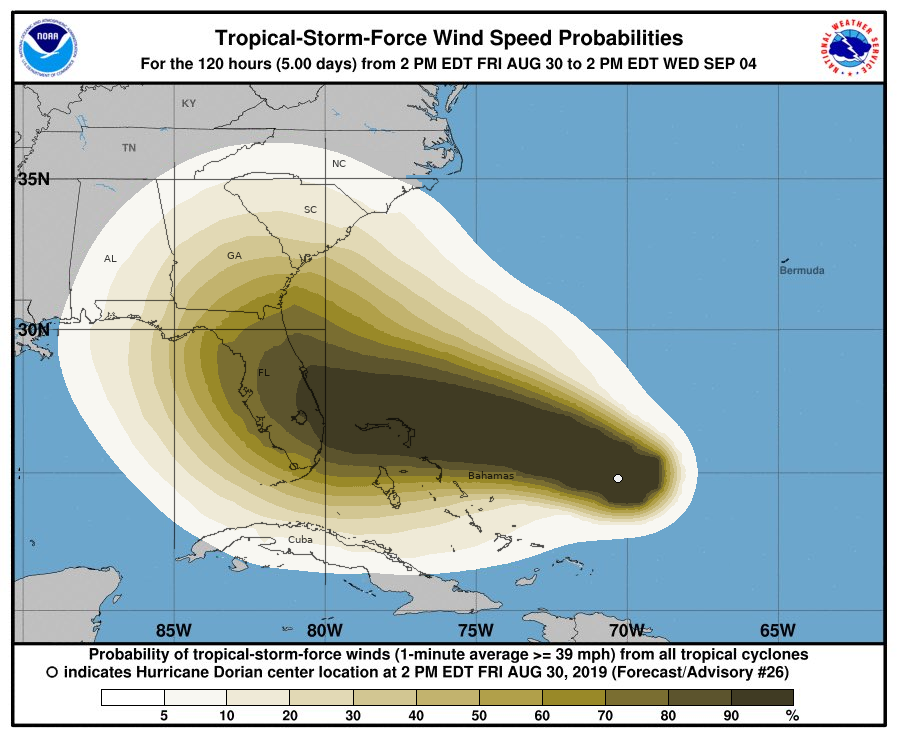 Tropical-Storm-Force Wind Speed Probabilities
For the 120 hours (5.00 days) from 2 PM EDT FRI AUG 30 to 2 PM EDT WED SEP 04
NOAA
NATIONAL WEATHER SERVICE
KY
TN
NC
35N
SC
AL
GA
Bermuda
30N
FL
Bahamas
Cuba
85W 80W 75W 70W 65W
Probability of tropical-storm-force winds (1-minute average >= 39 mph) from all tropical cyclones
indicates Hurricane Dorian center location at 2 PM EDT FRI AUG 30, 2019 (Forecast/Advisory #26)
5 10 20 30 40 50 60 70 80 90 %